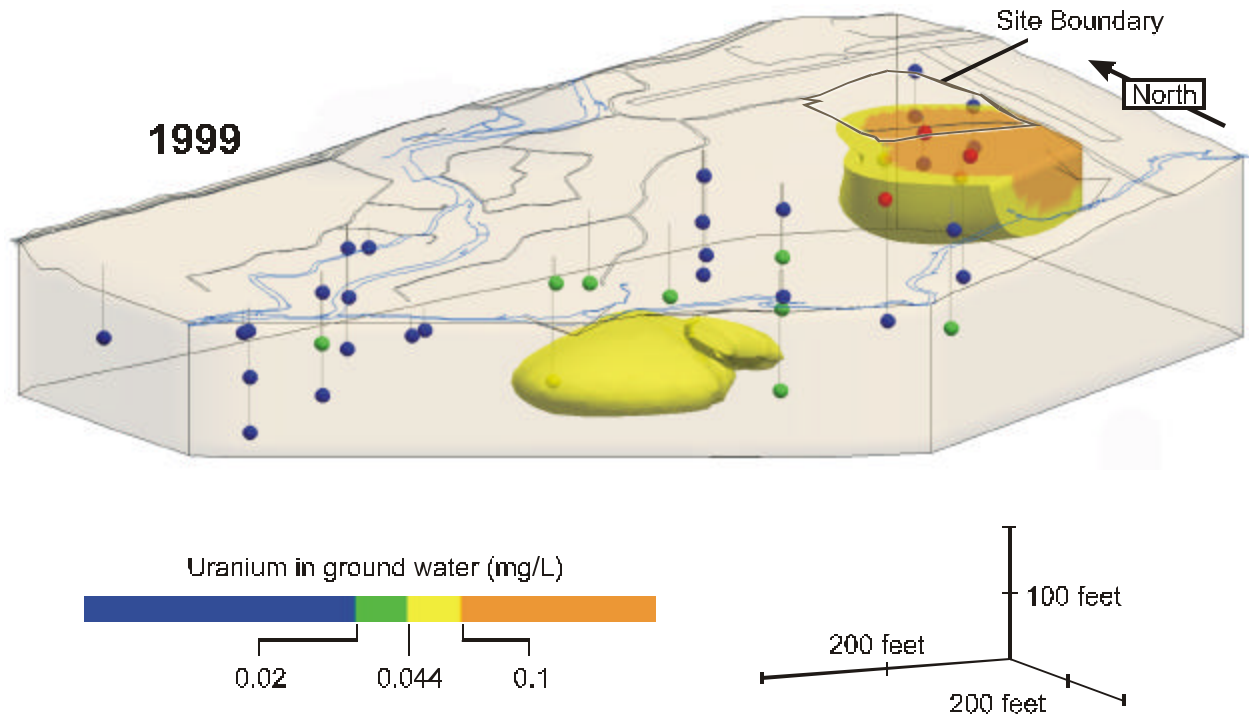 Site Boundary
North
1999
Uranium in ground water (mg/L)
0.02
0.044
0.1
100 feet
200 feet
200 feet